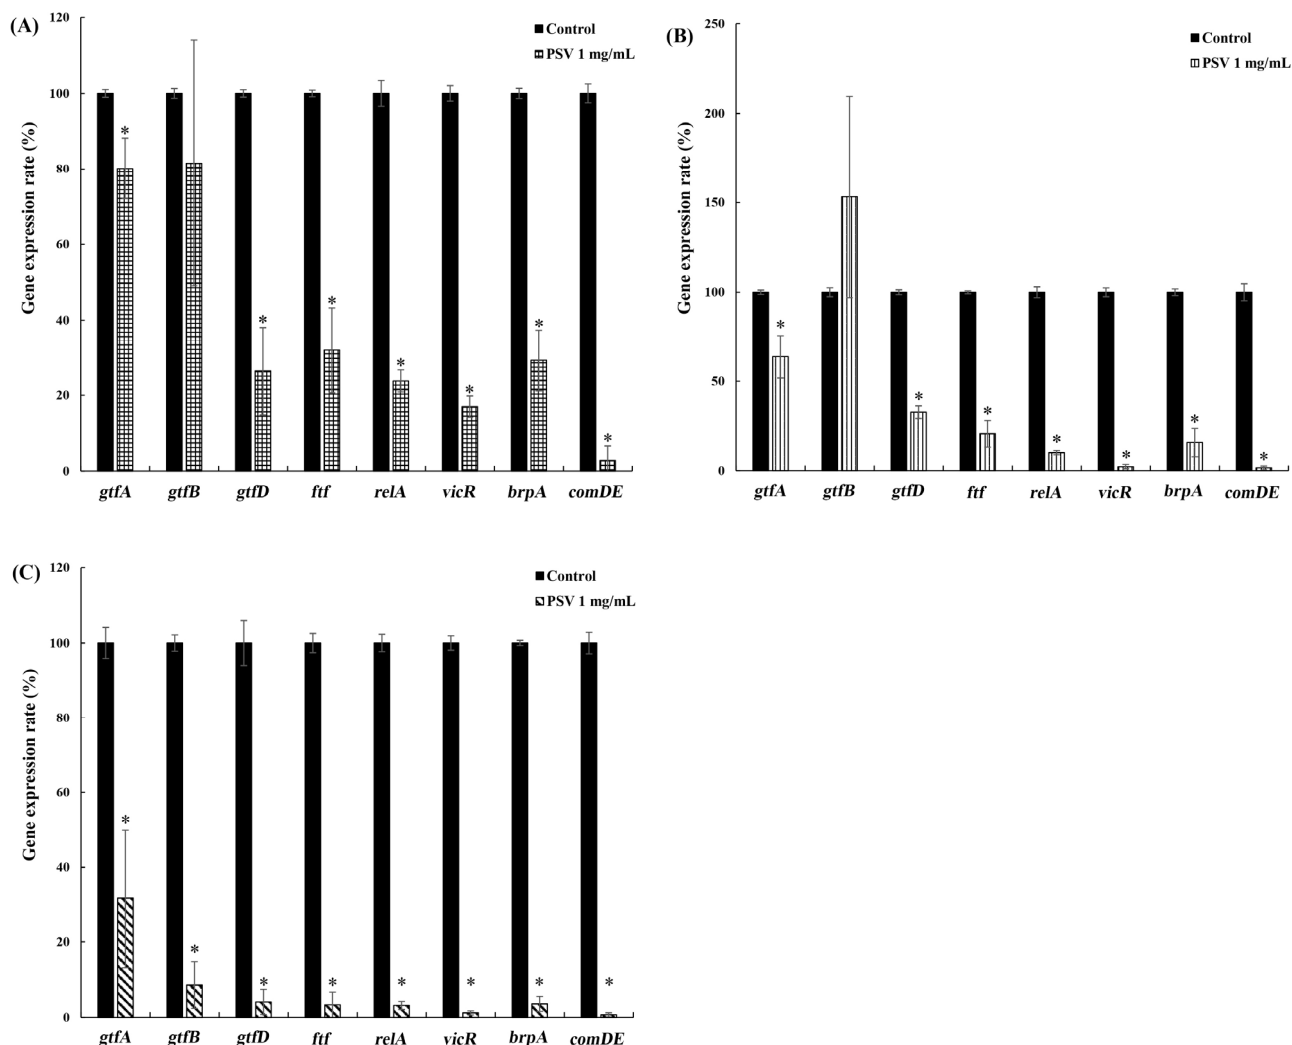 (A)
Gene expression rate (%)
120
100
80
60
40
20
0
Control
PSV 1 mg/mL
* * * * * * *
gtfA gtfB gtfD ftf relA vicR brpA comDE
(B)
Gene expression rate (%)
250
200
150
100
50
0
Control
PSV 1 mg/mL
* * * * * * *
gtfA gtfB gtfD ftf relA vicR brpA comDE
(C)
Gene expression rate (%)
120
100
80
60
40
20
0
Control
PSV 1 mg/mL
* * * * * * * *
gtfA gtfB gtfD ftf relA vicR brpA comDE